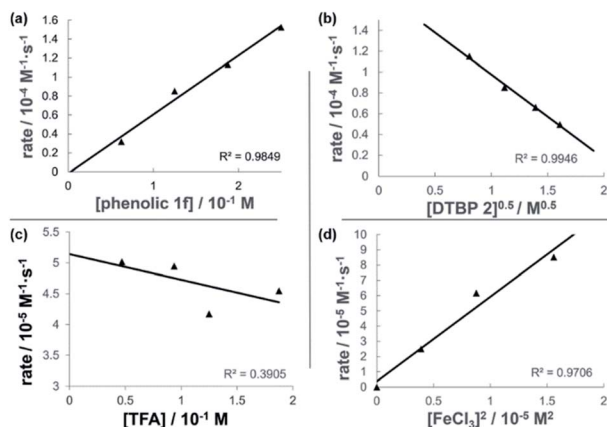 (a)
rate / 10⁻⁴ M⁻¹·s⁻¹
1.6
1.4
1.2
1
0.8
0.6
0.4
0.2
0
R² = 0.9849
0 1 2
[phenolic 1f] / 10⁻¹ M
(b)
rate / 10⁻⁴ M⁻¹·s⁻¹
1.6
1.4
1.2
1
0.8
0.6
0.4
0.2
0
R² = 0.9946
0 0.5 1 1.5 2
[DTBP 2]⁰·⁵ / M⁰·⁵
(c)
rate / 10⁻⁵ M⁻¹·s⁻¹
5.5
5
4.5
4
3.5
3
R² = 0.3905
0 0.5 1 1.5 2
[TFA] / 10⁻¹ M
(d)
rate / 10⁻⁵ M⁻¹·s⁻¹
10
9
8
7
6
5
4
3
2
1
0
R² = 0.9706
0 0.5 1 1.5 2
[FeCl₃]² / 10⁻⁵ M²